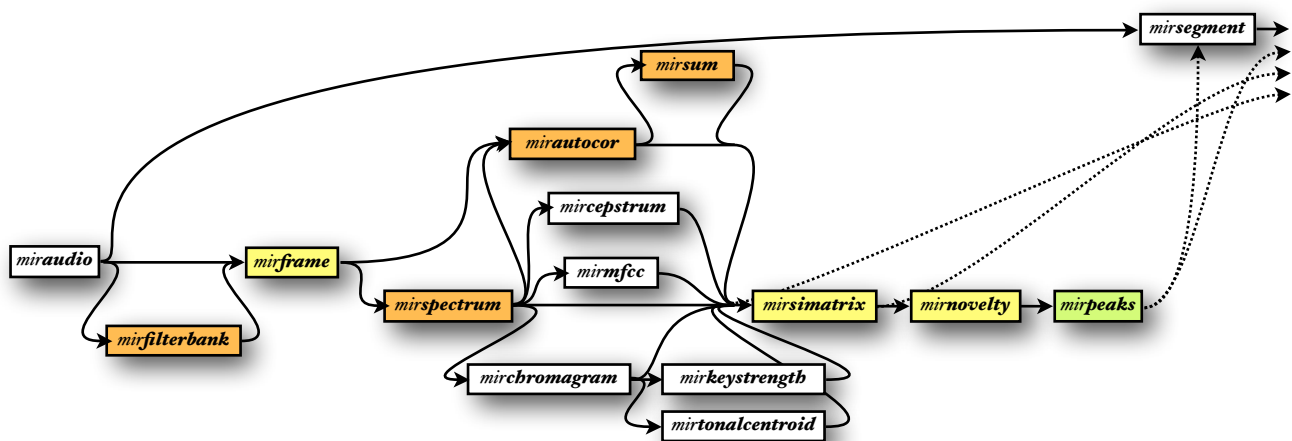 mirsegment
mirsum
mirautocor
mircepstrum
miraudio
mirframe
mirmfcc
mirspectrum
mirsimatrix
mirnovelty
mirpeaks
mirfilterbank
mirchromagram
mirkeystrength
mirtonalcentroid